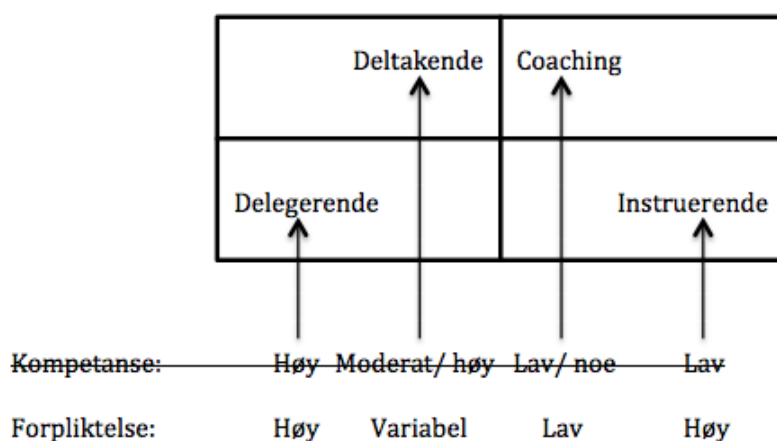 Deltakende Coaching
Delegerende Instruerende
Kompetanse: Høy Moderat/ høy Lav/ noe Lav
Forpliktelse: Høy Variabel Lav Høy